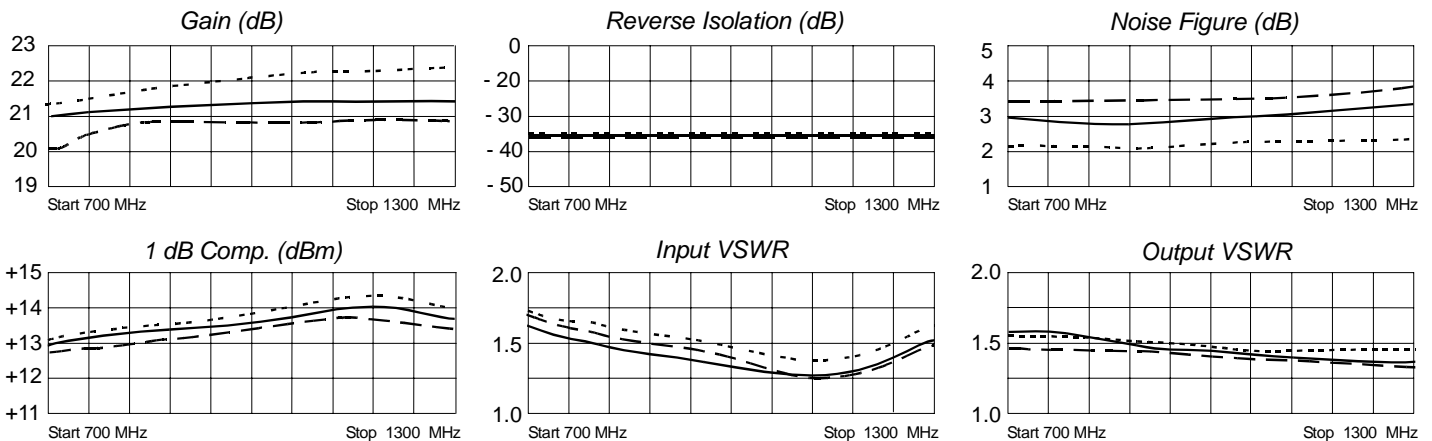 Gain (dB)
23
22
21
20
19
Start 700 MHz
Stop 1300 MHz
Reverse Isolation (dB)
0
- 20
- 30
- 40
- 50
Start 700 MHz
Stop 1300 MHz
Noise Figure (dB)
5
4
3
2
1
Start 700 MHz
Stop 1300 MHz
1 dB Comp. (dBm)
+15
+14
+13
+12
+11
Start 700 MHz
Stop 1300 MHz
Input VSWR
2.0
1.5
1.0
Start 700 MHz
Stop 1300 MHz
Output VSWR
2.0
1.5
1.0
Start 700 MHz
Stop 1300 MHz